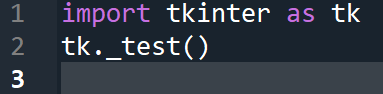 1 import tkinter as tk
2 tk._test()
3